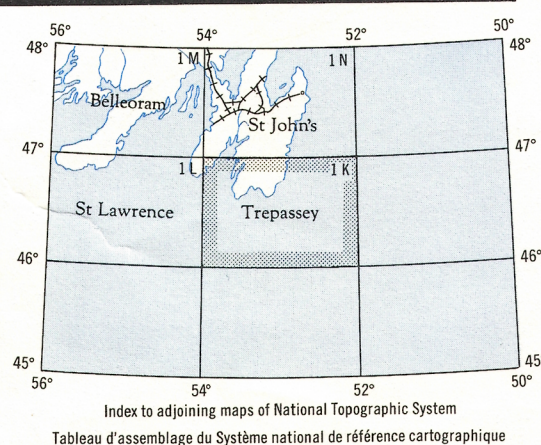 56° 54° 52° 50°
48° 1 M 1 N 48°
Belleoram
St John's
47° 1 L 1 K 47°
St Lawrence Trepassey
46° 46°
45° 45
56° 54° 52° 50°
Index to adjoining maps of National Topographic System
Tableau d'assemblage du Système national de référence cartographique